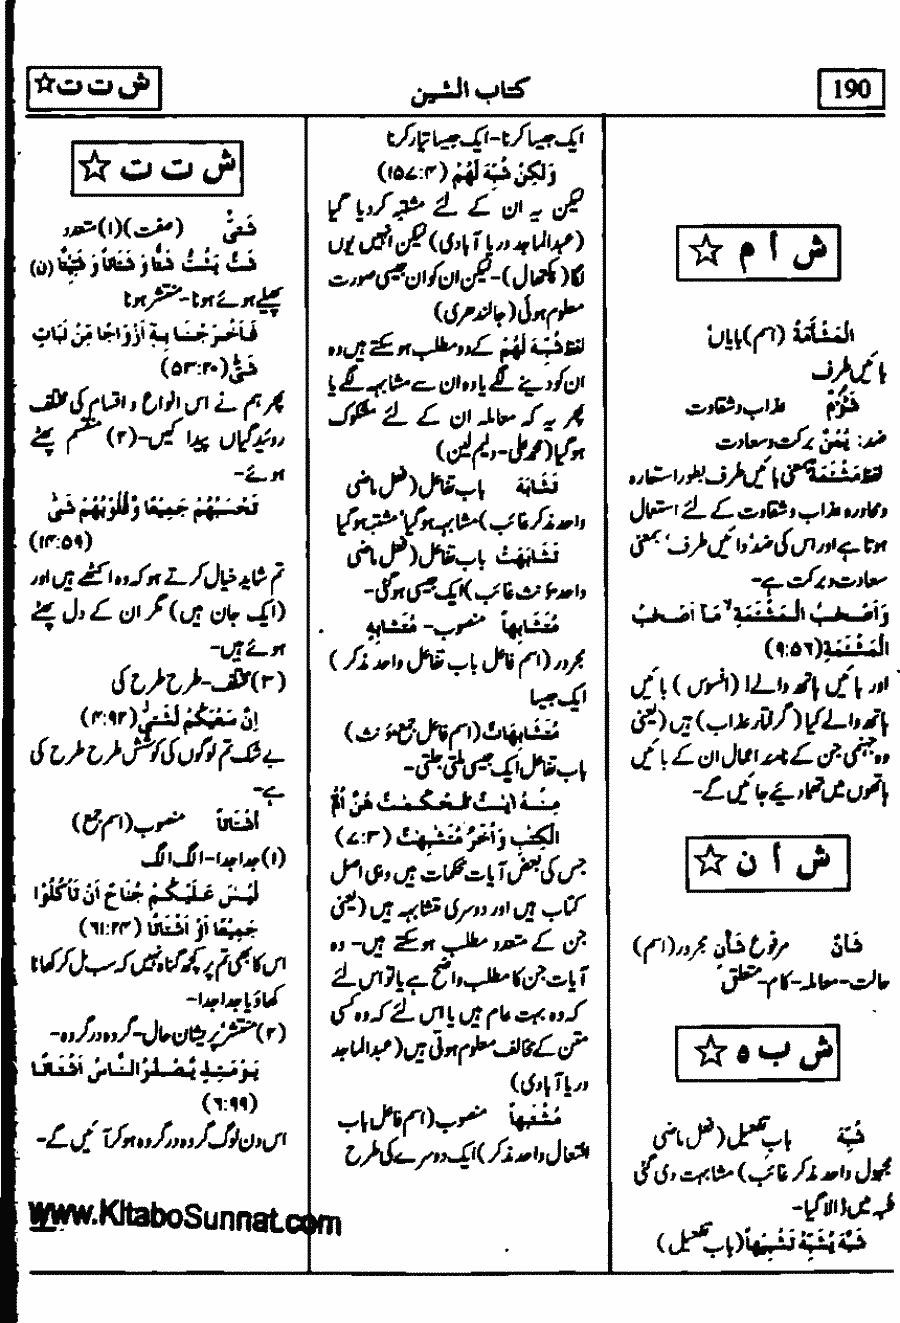 190
کتاب الشین
ش ت ت ☆
ش أ م ☆
الْمَشْأَمَةُ (اسم) بایاں
بائیں طرف
شُؤْمٌ عذاب و شقاوت
ضد: یُمْنٌ برکت و سعادت
لفظ مَشْئَمَۃ بمعنی بائیں طرف بطور استعارہ
و محاورہ عذاب و شقاوت کے لئے استعمال
ہوتا ہے اور اس کی ضد دائیں طرف، بمعنی
سعادت و برکت ہے۔
وَاَصْحٰبُ الْمَشْئَمَةِ مَآ اَصْحٰبُ
الْمَشْئَمَةِ (۹:۵۶)
اور بائیں ہاتھ والے! (افسوس) بائیں
ہاتھ والے کیا (گرفتار عذاب) ہیں (یعنی
وہ جہنمی جن کے نامہ اعمال ان کے بائیں
ہاتھوں میں تھما دیئے جائیں گے۔
ش أ ن ☆
شَانٌ مرفوع شَأْنٍ مجرور (اسم)
حالت۔ معاملہ۔ کام۔ متعلق
ش ب ه ☆
شُبِّهَ باب تفعیل (فعل ماضی
مجہول واحد مذکر غائب) مشابہت دی گئی
شبہ میں ڈالا گیا۔
شَبَّهَ يُشَبِّهُ تَشْبِيْهاً (باب تفعیل)
ایک جیسا کرنا۔ ایک جیسا تیار کرنا
وَلٰكِنْ شُبِّهَ لَهُمْ (۱۵۷:۴)
لیکن یہ ان کے لئے مشتبہ کر دیا گیا
(عبدالماجد دریا آبادی) لیکن انہیں یوں
لگا (پکتھال)۔ لیکن ان کو ان جیسی صورت
معلوم ہوئی (جالندھری)
لفظ شُبِّهَ لَهُمْ کے دو مطلب ہو سکتے ہیں وہ
ان کو دینے لگے یا وہ ان سے مشابہہ لگے یا
پھر یہ کہ معاملہ ان کے لئے مشکوک
ہو گیا (محمد علی۔ ولیم لین)
تَشَابَهَ باب تفاعل (فعل ماضی
واحد مذکر غائب) مشابہ ہو گیا، مشتبہ ہو گیا
تَشَابَهَتْ باب تفاعل (فعل ماضی
واحد مؤنث غائب) ایک جیسی ہو گئی۔
مُتَشَابِهاً منصوب۔ مُتَشَابِهٍ
مجرور (اسم فاعل باب تفاعل واحد مذکر)
ایک جیسا
مُتَشَابِهَاتٌ (اسم فاعل جمع مؤنث)
باب تفاعل ایک جیسی ملتی جلتی۔
مِنْهُ اٰيٰتٌ مُّحْكَمٰتٌ هُنَّ اُمُّ
الْكِتٰبِ وَاُخَرُ مُتَشٰبِهٰتٌ (۷:۳)
جس کی بعض آیات محکمات ہیں وہی اصل
کتاب ہیں اور دوسری متشابہہ ہیں (یعنی
جن کے متعدد مطلب ہو سکتے ہیں۔ وہ
آیات جن کا مطلب واضح ہے یا تو اس لئے
کہ وہ بہت عام ہیں یا اس لئے کہ وہ کسی
متن کے مخالف معلوم ہوتی ہیں (عبدالماجد
دریا آبادی)
مُشْتَبِهاً منصوب (اسم فاعل باب
افتعال واحد مذکر) ایک دوسرے کی طرح
ش ت ت ☆
شَتّٰى (صفت) (۱) متعدد
شَتَّ يَشُتُّ شَتًّا وَ شَتَاتًا وَ شَتِيْتًا (ن)
پھیلے ہوئے ہونا۔ منتشر ہونا
فَاَخْرَجْنَا بِهٖ اَزْوَاجًا مِّنْ نَّبَاتٍ
شَتّٰى (۵۳:۲۰)
پھر ہم نے اس انواع و اقسام کی مختلف
روئیدگیاں پیدا کیں۔ (۲) منقسم پھٹے
ہوئے۔
تَحْسَبُهُمْ جَمِيْعًا وَّقُلُوْبُهُمْ شَتّٰى
(۱۴:۵۹)
تم شاید خیال کرتے ہو کہ وہ اکٹھے ہیں اور
(ایک جان ہیں) مگر ان کے دل پھٹے
ہوئے ہیں۔
(۳) مختلف۔ طرح طرح کی
اِنَّ سَعْيَكُمْ لَشَتّٰى (۴:۹۲)
بے شک تم لوگوں کی کوشش طرح طرح کی
ہے۔
اَشْتَاتاً منصوب (اسم جمع)
(۱) جدا جدا۔ الگ الگ
لَيْسَ عَلَيْكُمْ جُنَاحٌ اَنْ تَاْكُلُوْا
جَمِيْعًا اَوْ اَشْتَاتًا (۶۱:۲۴)
اس کا بھی تم پر کچھ گناہ نہیں کہ سب مل کر کھانا
کھاؤ یا جدا جدا۔
(۲) منتشر، پریشان حال۔ گروہ در گروہ۔
يَوْمَئِذٍ يَّصْدُرُ النَّاسُ اَشْتَاتًا
(۶:۹۹)
اس دن لوگ گروہ در گروہ ہو کر آئیں گے۔
www.KitaboSunnat.com